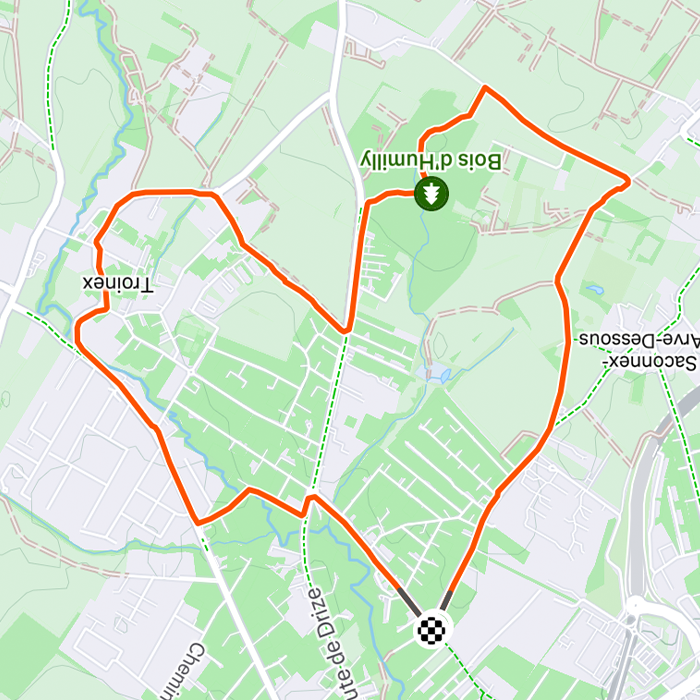 Bois d'Humilly
Troinex
Saconnex-
Arve-Dessous
ute de Drize
Chemin